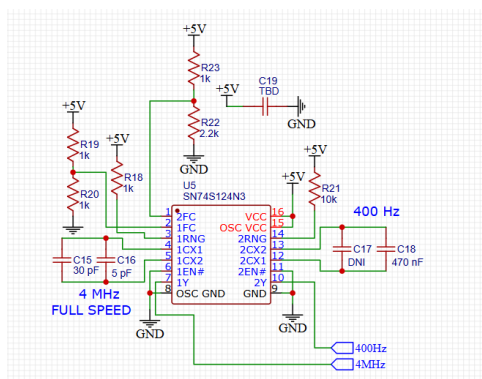 +5V
R23
1k
+5V
C19
TBD
GND
R22
2.2k
GND
+5V
R19
1k
+5V
R18
1k
R20
1k
U5
SN74S124N3
+5V
+5V
R21
10k
400 Hz
1 2FC VCC 16
2 1FC OSC VCC 15
3 1RNG 2RNG 14
4 1CX1 2CX2 13
5 1CX2 2CX1 12
6 1EN# 2EN# 11
7 1Y 2Y 10
8 OSC GND GND 9
C15
30 pF
C16
5 pF
C17
DNI
C18
470 nF
4 MHz
FULL SPEED
GND
GND
400Hz
4MHz